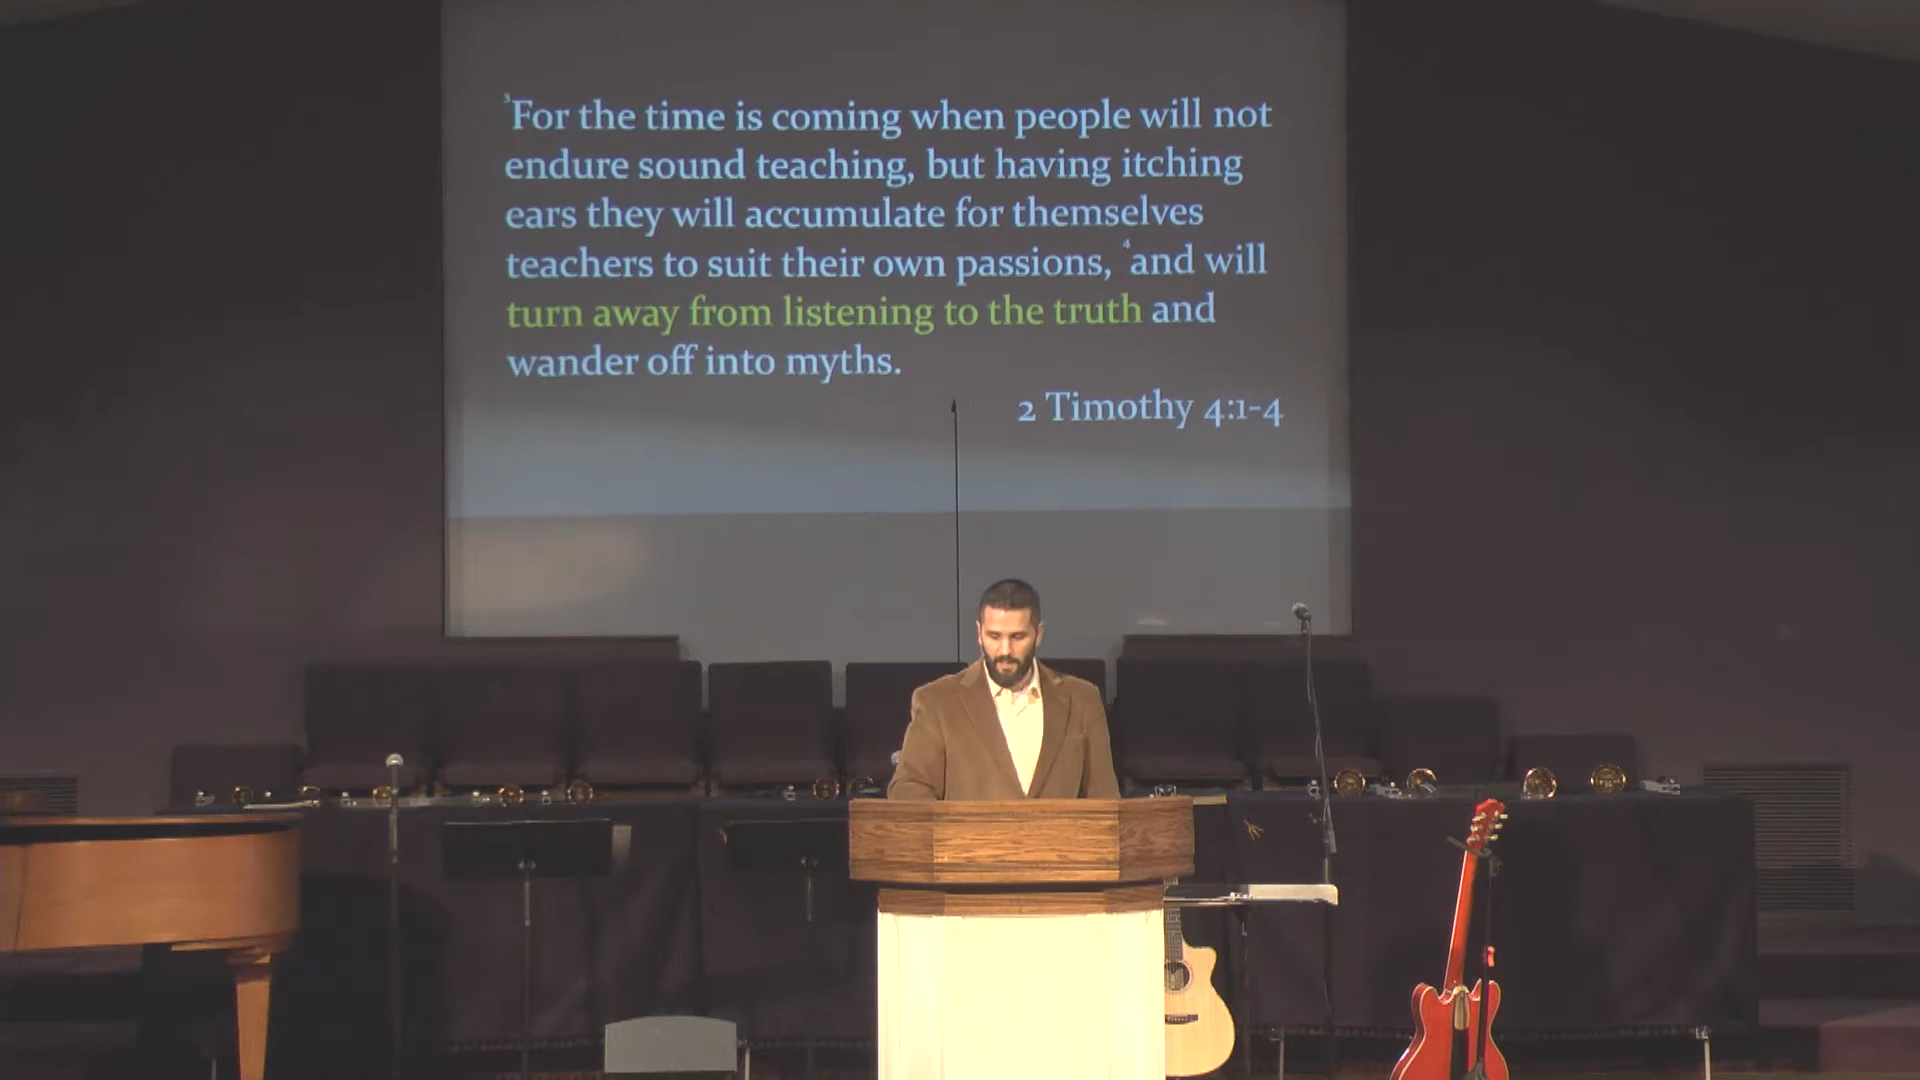 ³For the time is coming when people will not
endure sound teaching, but having itching
ears they will accumulate for themselves
teachers to suit their own passions, ⁴and will
turn away from listening to the truth and
wander off into myths.
2 Timothy 4:1-4